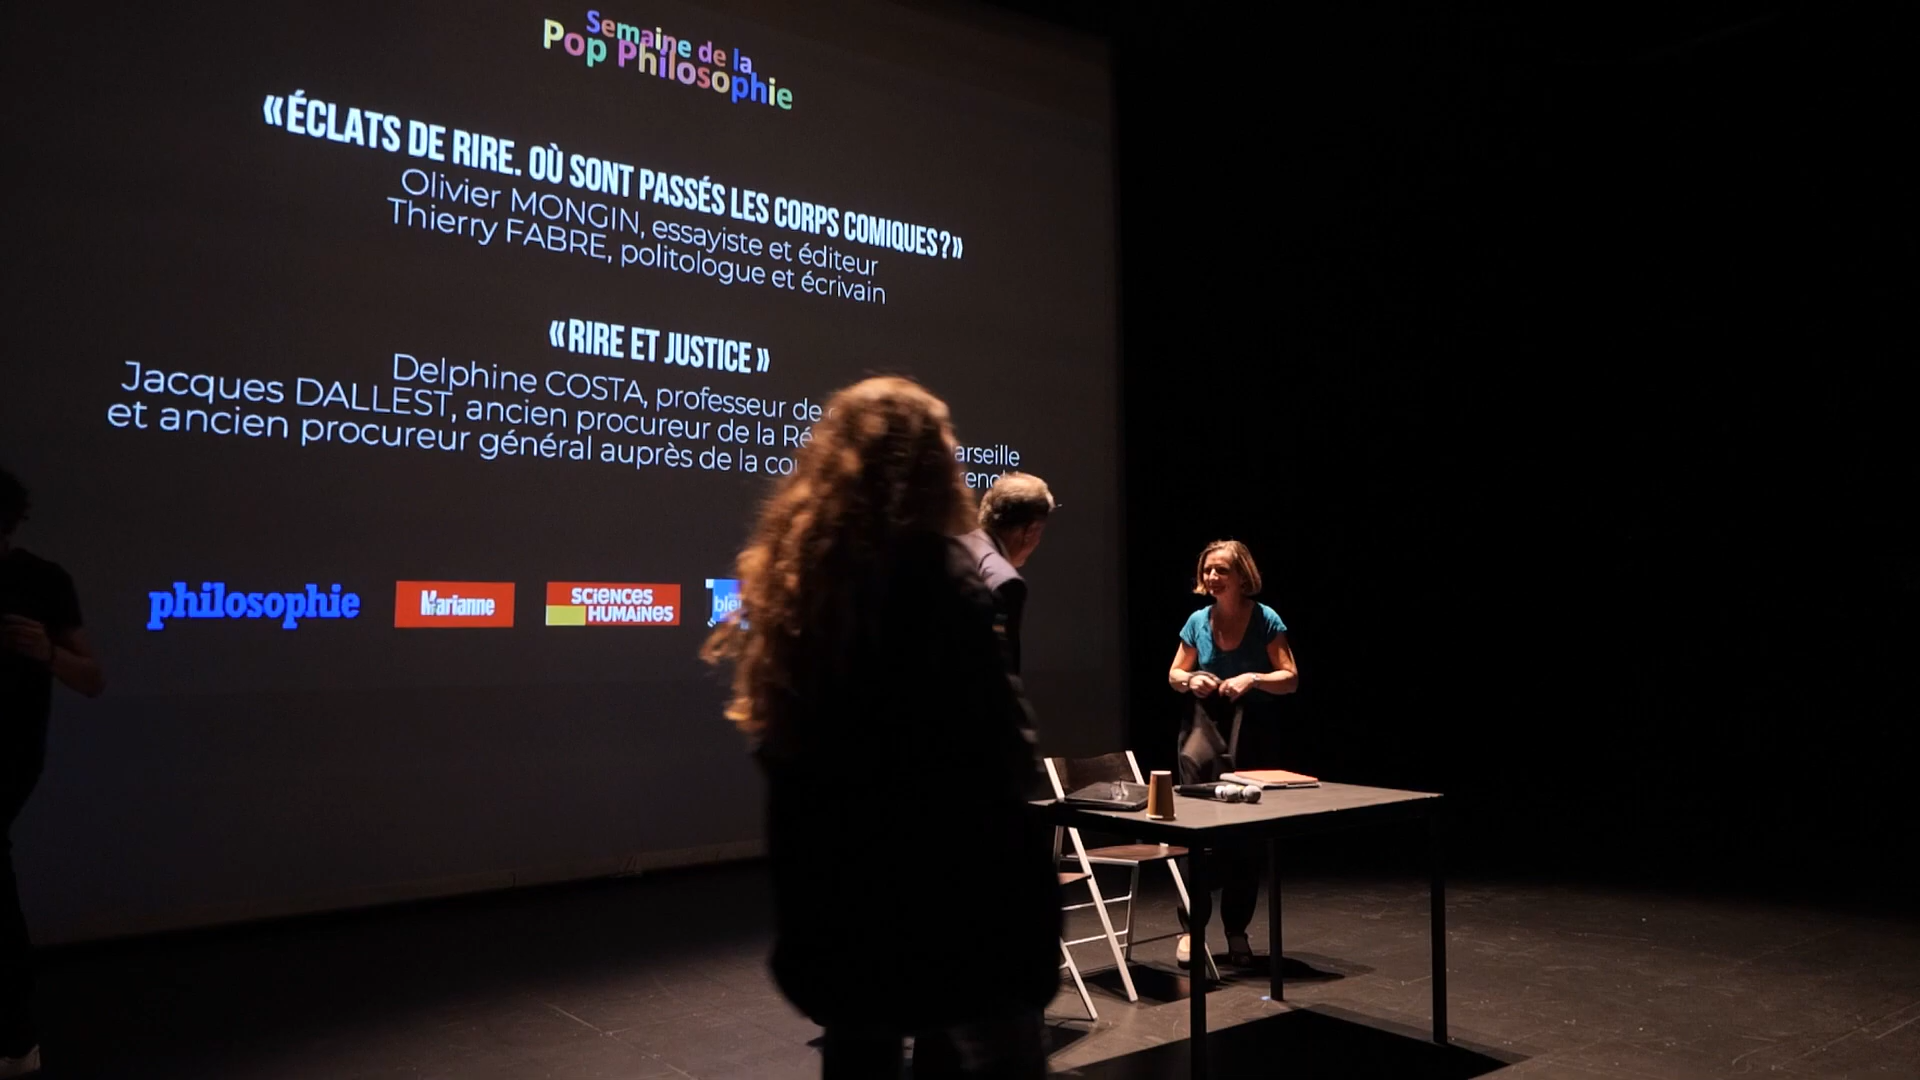 Semaine de la
Pop Philosophie
«ÉCLATS DE RIRE. OÙ SONT PASSÉS LES CORPS COMIQUES?»
Olivier MONGIN, essayiste et éditeur
Thierry FABRE, politologue et écrivain
«RIRE ET JUSTICE»
Delphine COSTA, professeur de
Jacques DALLEST, ancien procureur de la
et ancien procureur général auprès de la
philosophie
Marianne
SCIENCES
HUMAINES